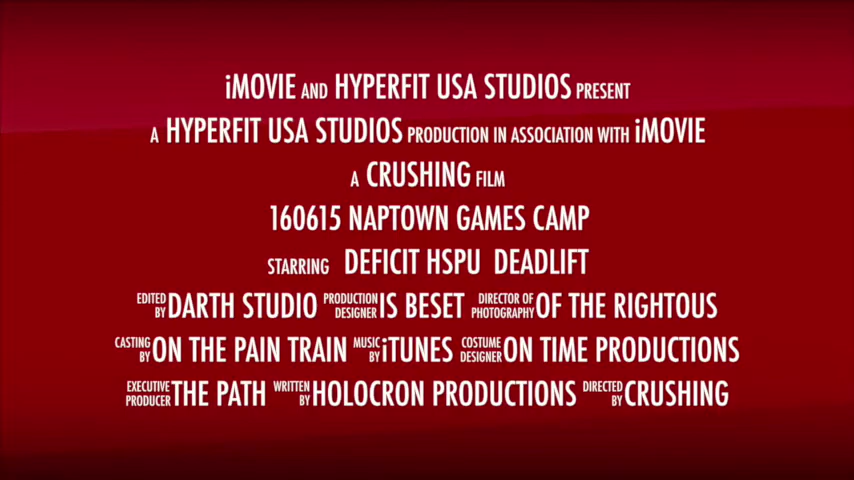 iMOVIE AND HYPERFIT USA STUDIOS PRESENT
A HYPERFIT USA STUDIOS PRODUCTION IN ASSOCIATION WITH iMOVIE
A CRUSHING FILM
160615 NAPTOWN GAMES CAMP
STARRING DEFICIT HSPU DEADLIFT
EDITED BY DARTH STUDIO PRODUCTION DESIGNER IS BESET DIRECTOR OF PHOTOGRAPHY OF THE RIGHTOUS
CASTING BY ON THE PAIN TRAIN MUSIC BY iTUNES COSTUME DESIGNER ON TIME PRODUCTIONS
EXECUTIVE PRODUCER THE PATH WRITTEN BY HOLOCRON PRODUCTIONS DIRECTED BY CRUSHING